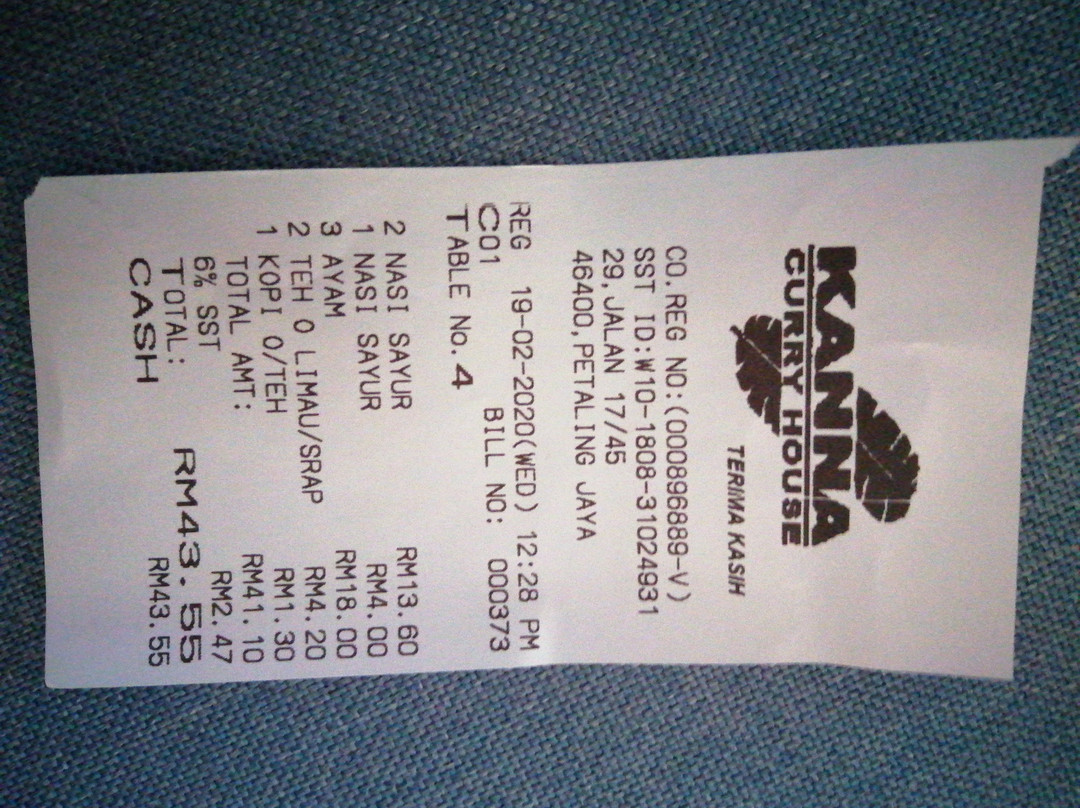 KANNA
CURRY HOUSE
TERIMA KASIH
CO.REG NO:(000896889-V)
SST ID:W10-1808-31024931
29,JALAN 17/45
46400,PETALING JAYA
REG 19-02-2020(WED) 12:28 PM
C01 BILL NO: 000373
TABLE No.4
2 NASI SAYUR RM13.60
1 NASI SAYUR RM4.00
3 AYAM RM18.00
2 TEH O LIMAU/SRAP RM4.20
1 KOPI O/TEH RM1.30
TOTAL AMT: RM41.10
6% SST RM2.47
TOTAL: RM43.55
CASH RM43.55